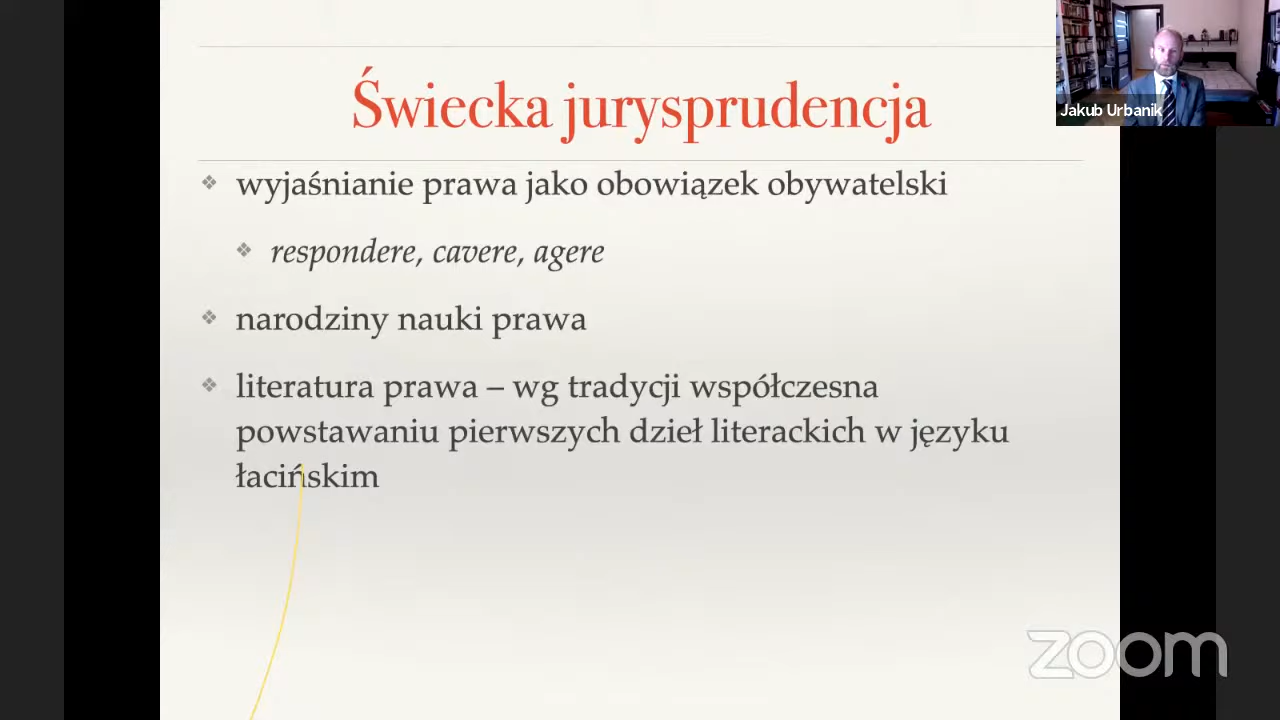 Świecka jurysprudencja
Jakub Urbanik
wyjaśnianie prawa jako obowiązek obywatelski
respondere, cavere, agere
narodziny nauki prawa
literatura prawa – wg tradycji współczesna
powstawaniu pierwszych dzieł literackich w języku
łacińskim
zoom